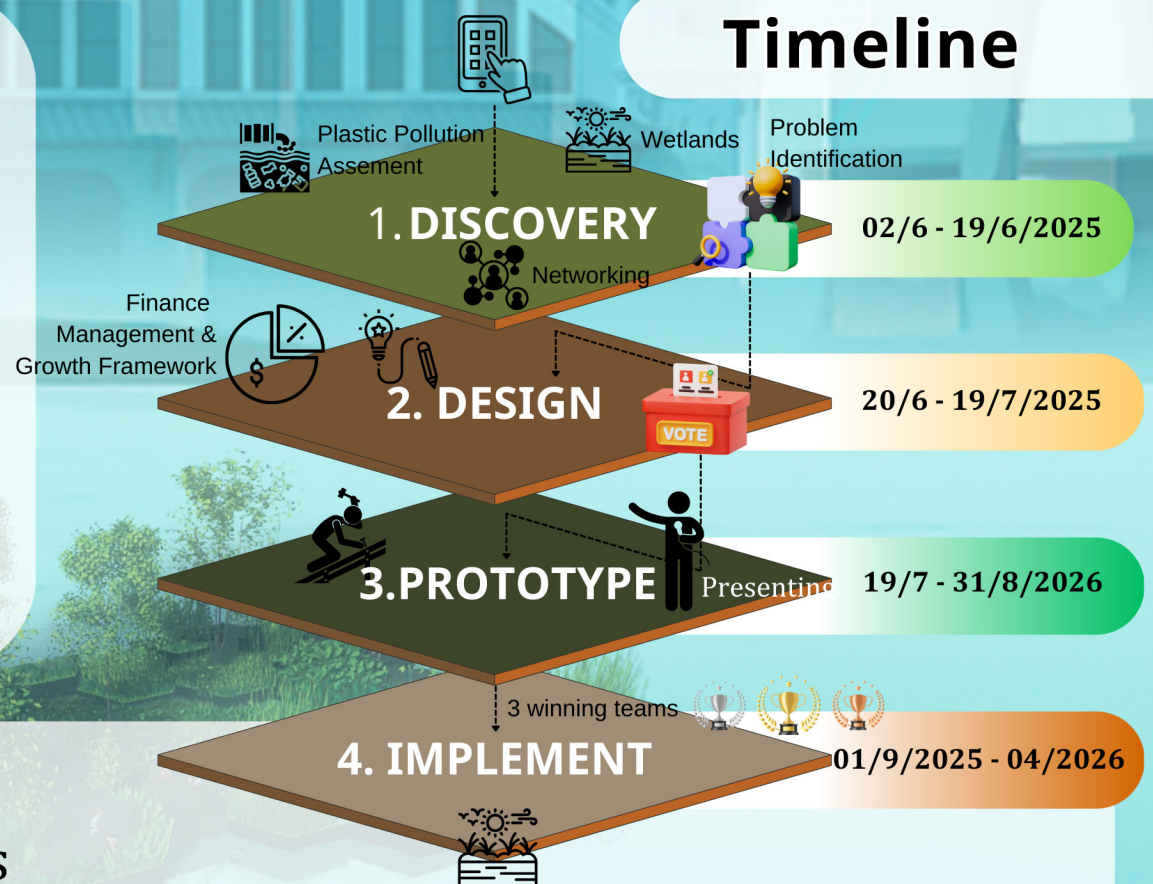 Timeline
Plastic Pollution
Assement
Wetlands
Problem
Identification
1. DISCOVERY
02/6 - 19/6/2025
Networking
Finance
Management &
Growth Framework
2. DESIGN
VOTE
20/6 - 19/7/2025
3.PROTOTYPE
Presenting
19/7 - 31/8/2026
3 winning teams
4. IMPLEMENT
01/9/2025 - 04/2026